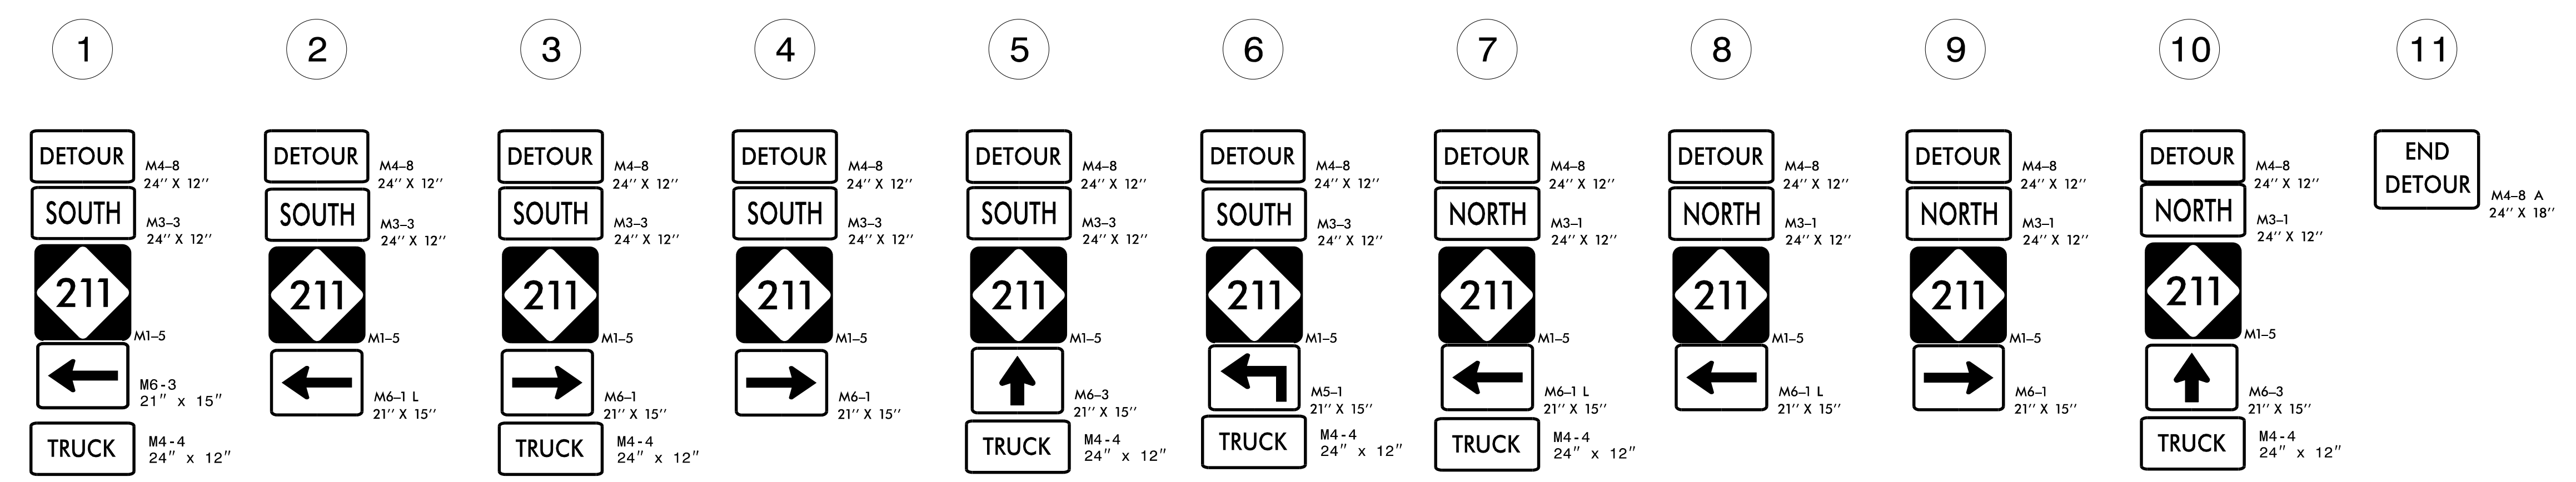 1
DETOUR
M4–8
24'' X 12''
SOUTH
M3–3
24'' X 12''
211
M1–5
M6-3
21" x 15"
TRUCK
M4-4
24" x 12"
2
DETOUR
M4–8
24'' X 12''
SOUTH
M3–3
24'' X 12''
211
M1–5
M6–1 L
21'' X 15''
3
DETOUR
M4–8
24'' X 12''
SOUTH
M3–3
24'' X 12''
211
M1–5
M6–1
21'' X 15''
TRUCK
M4-4
24" x 12"
4
DETOUR
M4–8
24'' X 12''
SOUTH
M3–3
24'' X 12''
211
M1–5
M6–1
21'' X 15''
5
DETOUR
M4–8
24'' X 12''
SOUTH
M3–3
24'' X 12''
211
M1–5
M6–3
21'' X 15''
TRUCK
M4-4
24" x 12"
6
DETOUR
M4–8
24'' X 12''
SOUTH
M3–3
24'' X 12''
211
M1–5
M5–1
21'' X 15''
TRUCK
M4-4
24" x 12"
7
DETOUR
M4–8
24'' X 12''
NORTH
M3–1
24'' X 12''
211
M1–5
M6–1 L
21'' X 15''
TRUCK
M4-4
24" x 12"
8
DETOUR
M4–8
24'' X 12''
NORTH
M3–1
24'' X 12''
211
M1–5
M6–1 L
21'' X 15''
9
DETOUR
M4–8
24'' X 12''
NORTH
M3–1
24'' X 12''
211
M1–5
M6–1
21'' X 15''
10
DETOUR
M4–8
24'' X 12''
NORTH
M3–1
24'' X 12''
211
M1–5
M6–3
21'' X 15''
TRUCK
M4-4
24" x 12"
11
END
DETOUR
M4–8 A
24'' X 18''